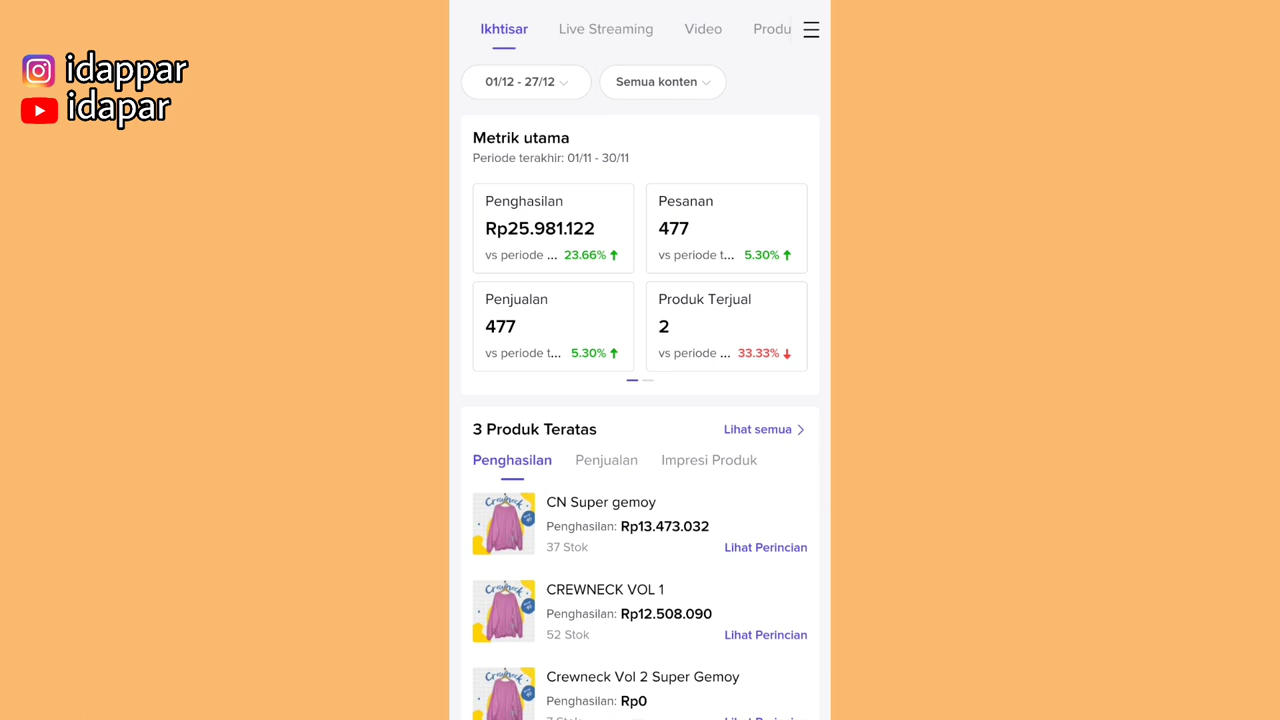 idappar
idapar
Ikhtisar Live Streaming Video Produ
01/12 - 27/12 Semua konten
Metrik utama
Periode terakhir: 01/11 - 30/11
Penghasilan
Rp25.981.122
vs periode ... 23.66%
Pesanan
477
vs periode t... 5.30%
Penjualan
477
vs periode t... 5.30%
Produk Terjual
2
vs periode ... 33.33%
3 Produk Teratas Lihat semua
Penghasilan Penjualan Impresi Produk
Crewneck
CN Super gemoy
Penghasilan: Rp13.473.032
37 Stok Lihat Perincian
Crewneck
CREWNECK VOL 1
Penghasilan: Rp12.508.090
52 Stok Lihat Perincian
Crewneck
Crewneck Vol 2 Super Gemoy
Penghasilan: Rp0